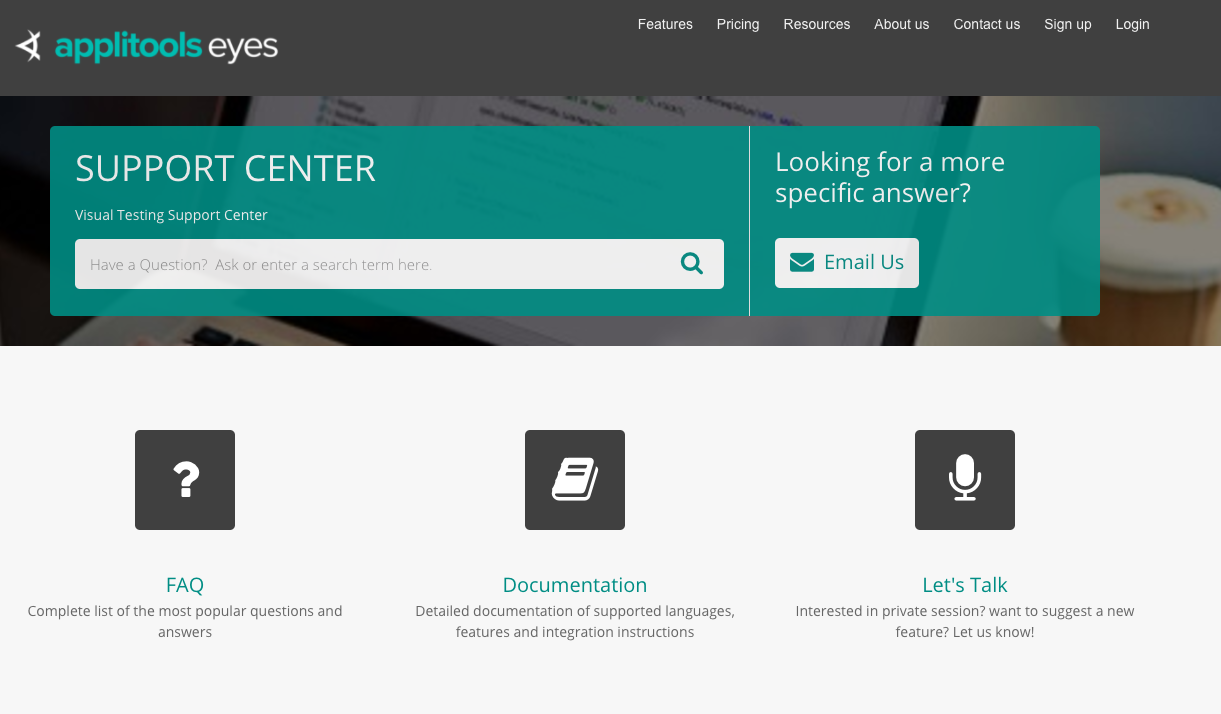 applitools eyes
Features Pricing Resources About us Contact us Sign up Login
SUPPORT CENTER
Visual Testing Support Center
Have a Question? Ask or enter a search term here.
Looking for a more
specific answer?
Email Us
FAQ
Complete list of the most popular questions and
answers
Documentation
Detailed documentation of supported languages,
features and integration instructions
Let's Talk
Interested in private session? want to suggest a new
feature? Let us know!